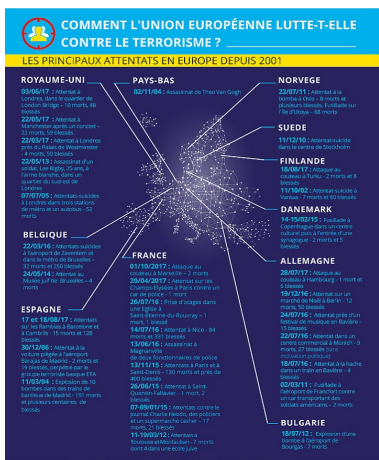 COMMENT L'UNION EUROPÉENNE LUTTE-T-ELLE
CONTRE LE TERRORISME ?
LES PRINCIPAUX ATTENTATS EN EUROPE DEPUIS 2001
ROYAUME-UNI
03/06/17 : Attentat à
Londres, dans le quartier de
London Bridge - 10 morts, 48
blessés
22/05/17 : Attentat à
Manchester après un concert -
22 morts, 59 blessés
22/03/17 : Attentat à Londres
près du Palais de Westminster
- 4 morts, 50 blessés
22/05/13 : Assassinat d'un
soldat, Lee Rigby, 25 ans, à
l'arme blanche, dans un
quartier du sud-est de
Londres
07/07/05 : Attentats-suicides
à Londres dans trois stations
de métro et un autobus - 52
morts
BELGIQUE
22/03/16 : Attentats suicides
à l'aéroport de Zaventem et
dans le métro de Bruxelles -
32 morts et 250 blessés
24/05/14 : Attentat au
Musée juif de Bruxelles - 4
morts
ESPAGNE
17 et 18/08/17 : Attentats
sur les Ramblas à Barcelone et
à Cambrils - 15 morts et 128
blessés
30/12/06 : Attentat à la
voiture piégée à l'aéroport
Barajas de Madrid - 2 morts et
19 blessés, perpétré par le
groupe terroriste basque ETA
11/03/04 : Explosion de 10
bombes dans des trains de
banlieue de Madrid - 191 morts
et plusieurs centaines de
blessés
PAYS-BAS
02/11/04 : Assassinat de Theo Van Gogh
FRANCE
01/10/2017 : Attaque au
couteau à Marseille - 2 morts
20/04/2017 : Attentat sur les
Champs-Elysées à Paris contre un
car de police - 1 mort
26/07/16 : Prise d'otages dans
une Eglise à
Saint-Etienne-du-Rouvray - 1
mort, 1 blessé
14/07/16 : Attentat à Nice - 84
morts et 331 blessés
13/06/16 : Assassinat à
Magnanville
de deux fonctionnaires de police
13/11/15 : Attentats à Paris et à
Saint-Denis - 130 morts et près de
400 blessés
26/06/15 : Attentat à Saint-
Quentin-Fallavier - 1 mort, 2
blessés
07-09/01/15 : Attentats contre le
journal Charlie Hebdo, des policiers
et un supermarché casher - 17
morts, 21 blessés
11-19/03/12 : Attentats à
Toulouse et Montauban - 7 morts
dont 4 dans une école juive
NORVEGE
22/07/11 : Attentat à la
bombe à Oslo - 8 morts et
plusieurs blessés. Fusillade sur
l'île d'Utoya - 68 morts
SUEDE
11/12/10 : Attentat-suicide
dans le centre de Stockholm
FINLANDE
18/08/17 : Attaque au
couteau à Turku - 2 morts et 8
blessés
11/10/02 : Attentat suicide à
Vantaa - 7 morts et 60 blessés
DANEMARK
14-15/02/15 : Fusillade à
Copenhague dans un centre
culturel puis à l'entrée d'une
synagogue - 2 morts et 5
blessés
ALLEMAGNE
28/07/17 : Attaque au
couteau à Hambourg - 1 mort et
5 blessés
19/12/16 : Attentat sur un
marché de Noël à Berlin - 12
morts, 50 blessés
24/07/16 : Attentat près d'un
festival de musique en Bavière -
15 blessés
22/07/16 : Attentat dans un
centre commercial à Munich - 9
morts, 27 blessés (sans
motivation politique)
18/07/16 : Attentat à la hache
dans un train en Bavière - 4
blessés
02/03/11 : Fusillade à
l'aéroport de Francfort contre
un car transportant des
soldats américains - 2 morts
BULGARIE
18/07/12 : Explosion d'une
bombe à l'aéroport de
Bourgas - 7 morts